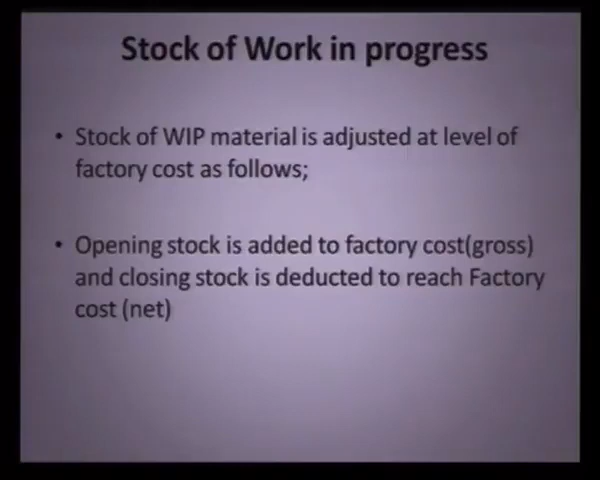 Stock of Work in progress
• Stock of WIP material is adjusted at level of
factory cost as follows;
• Opening stock is added to factory cost(gross)
and closing stock is deducted to reach Factory
cost (net)